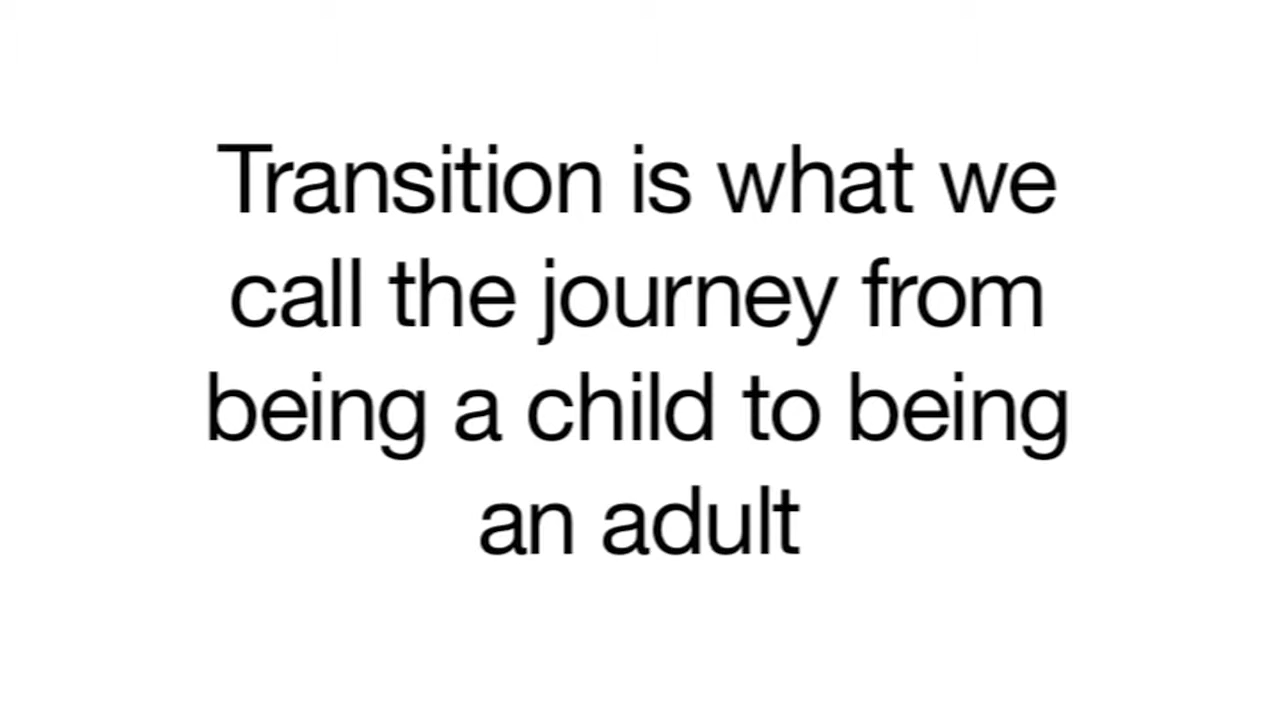 Transition is what we
call the journey from
being a child to being
an adult